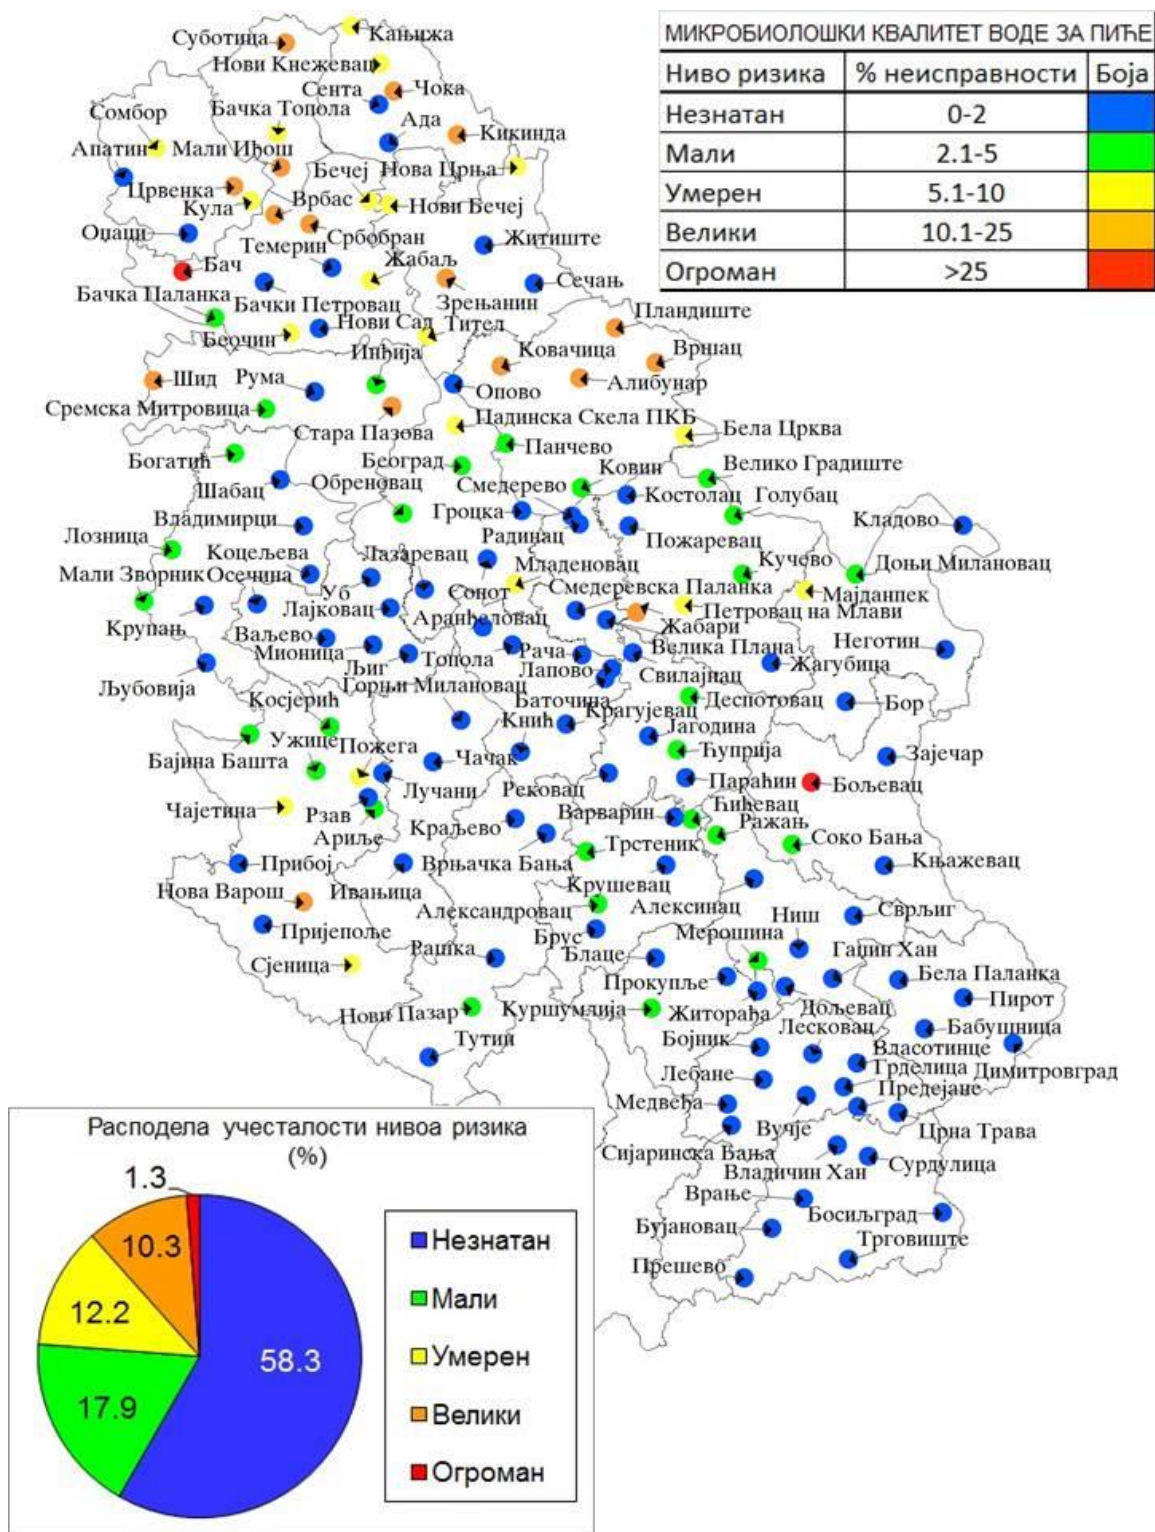 МИКРОБИОЛОШКИ КВАЛИТЕТ ВОДЕ ЗА ПИЋЕ
Ниво ризика % неисправности Боја
Незнатан 0-2
Мали 2.1-5
Умерен 5.1-10
Велики 10.1-25
Огроман >25
Кањижа
Суботица
Нови Кнежевац
Сента
Чока
Сомбор
Бачка Топола
Ада
Кикинда
Апатин
Мали Иђош
Бечеј
Нова Црња
Црвенка
Кула
Врбас
Нови Бечеј
Оџаци
Темерин
Србобран
Житиште
Бач
Жабаљ
Сечањ
Бачка Паланка
Бачки Петровац
Зрењанин
Пландиште
Беочин
Нови Сад
Тител
Инђија
Ковачица
Вршац
Шид
Рума
Опово
Алибунар
Сремска Митровица
Падинска Скела ПКБ
Стара Пазова
Бела Црква
Панчево
Богатић
Београд
Ковин
Велико Градиште
Шабац
Обреновац
Смедерево
Костолац
Голубац
Владимирци
Гроцка
Кладово
Лозница
Радинац
Пожаревац
Коцељева
Лазаревац
Младеновац
Кучево
Доњи Милановац
Мали Зворник
Осечина
Уб
Сопот
Смедеревска Паланка
Мајданпек
Лајковац
Аранђеловац
Петровац на Млави
Крупањ
Жабари
Ваљево
Неготин
Мионица
Рача
Велика Плана
Љубовија
Љиг
Топола
Лапово
Свилајнац
Жагубица
Косјерић
Горњи Милановац
Баточина
Деспотовац
Бор
Кнић
Крагујевац
Ужице
Пожега
Јагодина
Бајина Башта
Чачак
Ћуприја
Зајечар
Лучани
Рековац
Параћин
Бољевац
Чајетина
Рзав
Варварин
Ћићевац
Ариље
Краљево
Ражањ
Трстеник
Соко Бања
Прибој
Врњачка Бања
Књажевац
Нова Варош
Ивањица
Крушевац
Александровац
Алексинац
Ниш
Сврљиг
Пријепоље
Брус
Мерошина
Гаџин Хан
Сјеница
Рашка
Блаце
Бела Паланка
Прокупље
Пирот
Нови Пазар
Куршумлија
Житорађа
Дољевац
Лесковац
Бабушница
Тутин
Бојник
Власотинце
Грделица
Димитровград
Лебане
Предејане
Медвеђа
Вучје
Црна Трава
Сијаринска Бања
Владичин Хан
Сурдулица
Врање
Босиљград
Бујановац
Трговиште
Прешево
Расподела учесталости нивоа ризика
(%)
1.3
10.3
12.2
17.9
58.3
Незнатан
Мали
Умерен
Велики
Огроман